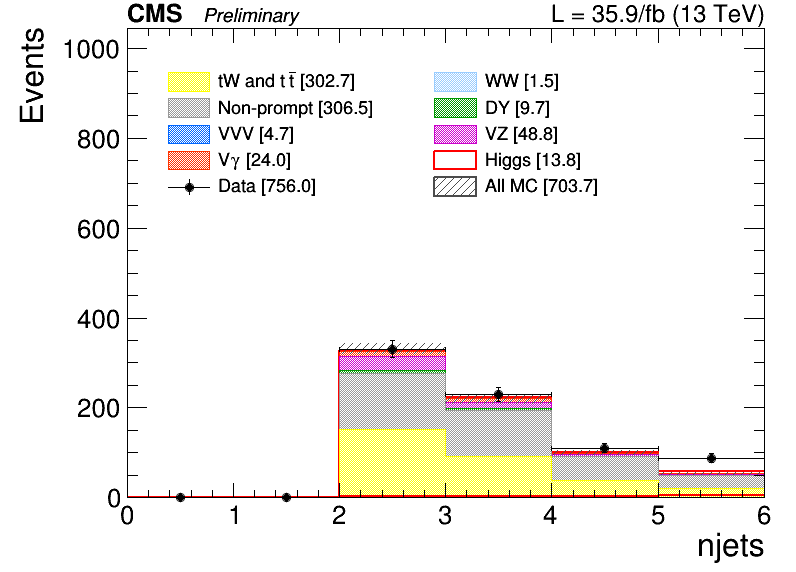 CMS Preliminary L = 35.9/fb (13 TeV)
Events
1000
800
600
400
200
0
tW and t t̅ [302.7] WW [1.5]
Non-prompt [306.5] DY [9.7]
VVV [4.7] VZ [48.8]
Vγ [24.0] Higgs [13.8]
Data [756.0] All MC [703.7]
0 1 2 3 4 5 6
njets